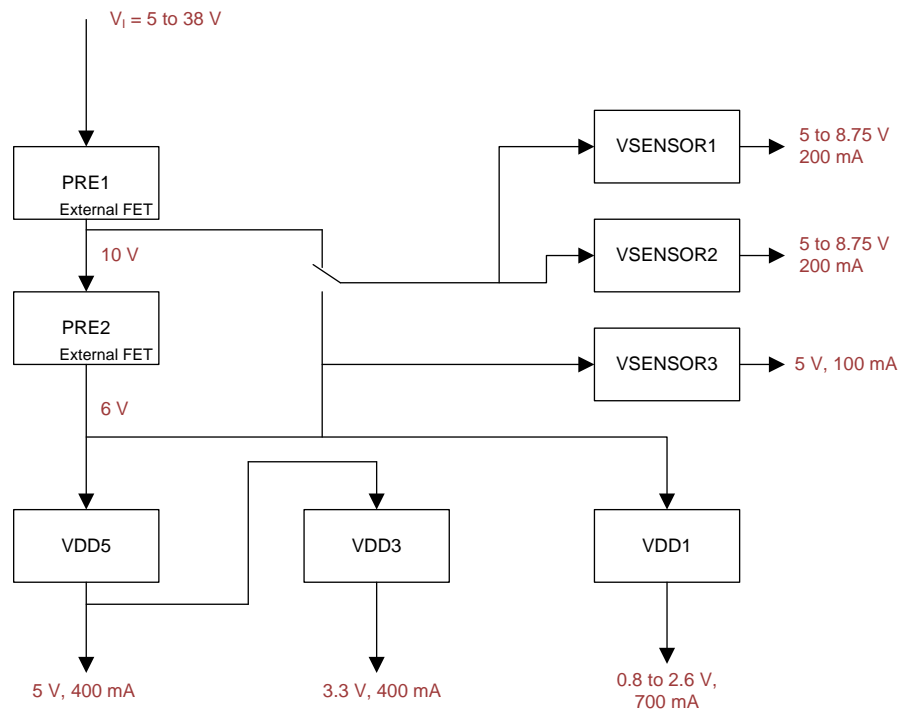 V₁ = 5 to 38 V
PRE1
External FET
10 V
VSENSOR1
5 to 8.75 V
200 mA
VSENSOR2
5 to 8.75 V
200 mA
PRE2
External FET
VSENSOR3
5 V, 100 mA
6 V
VDD5
VDD3
VDD1
5 V, 400 mA
3.3 V, 400 mA
0.8 to 2.6 V,
700 mA